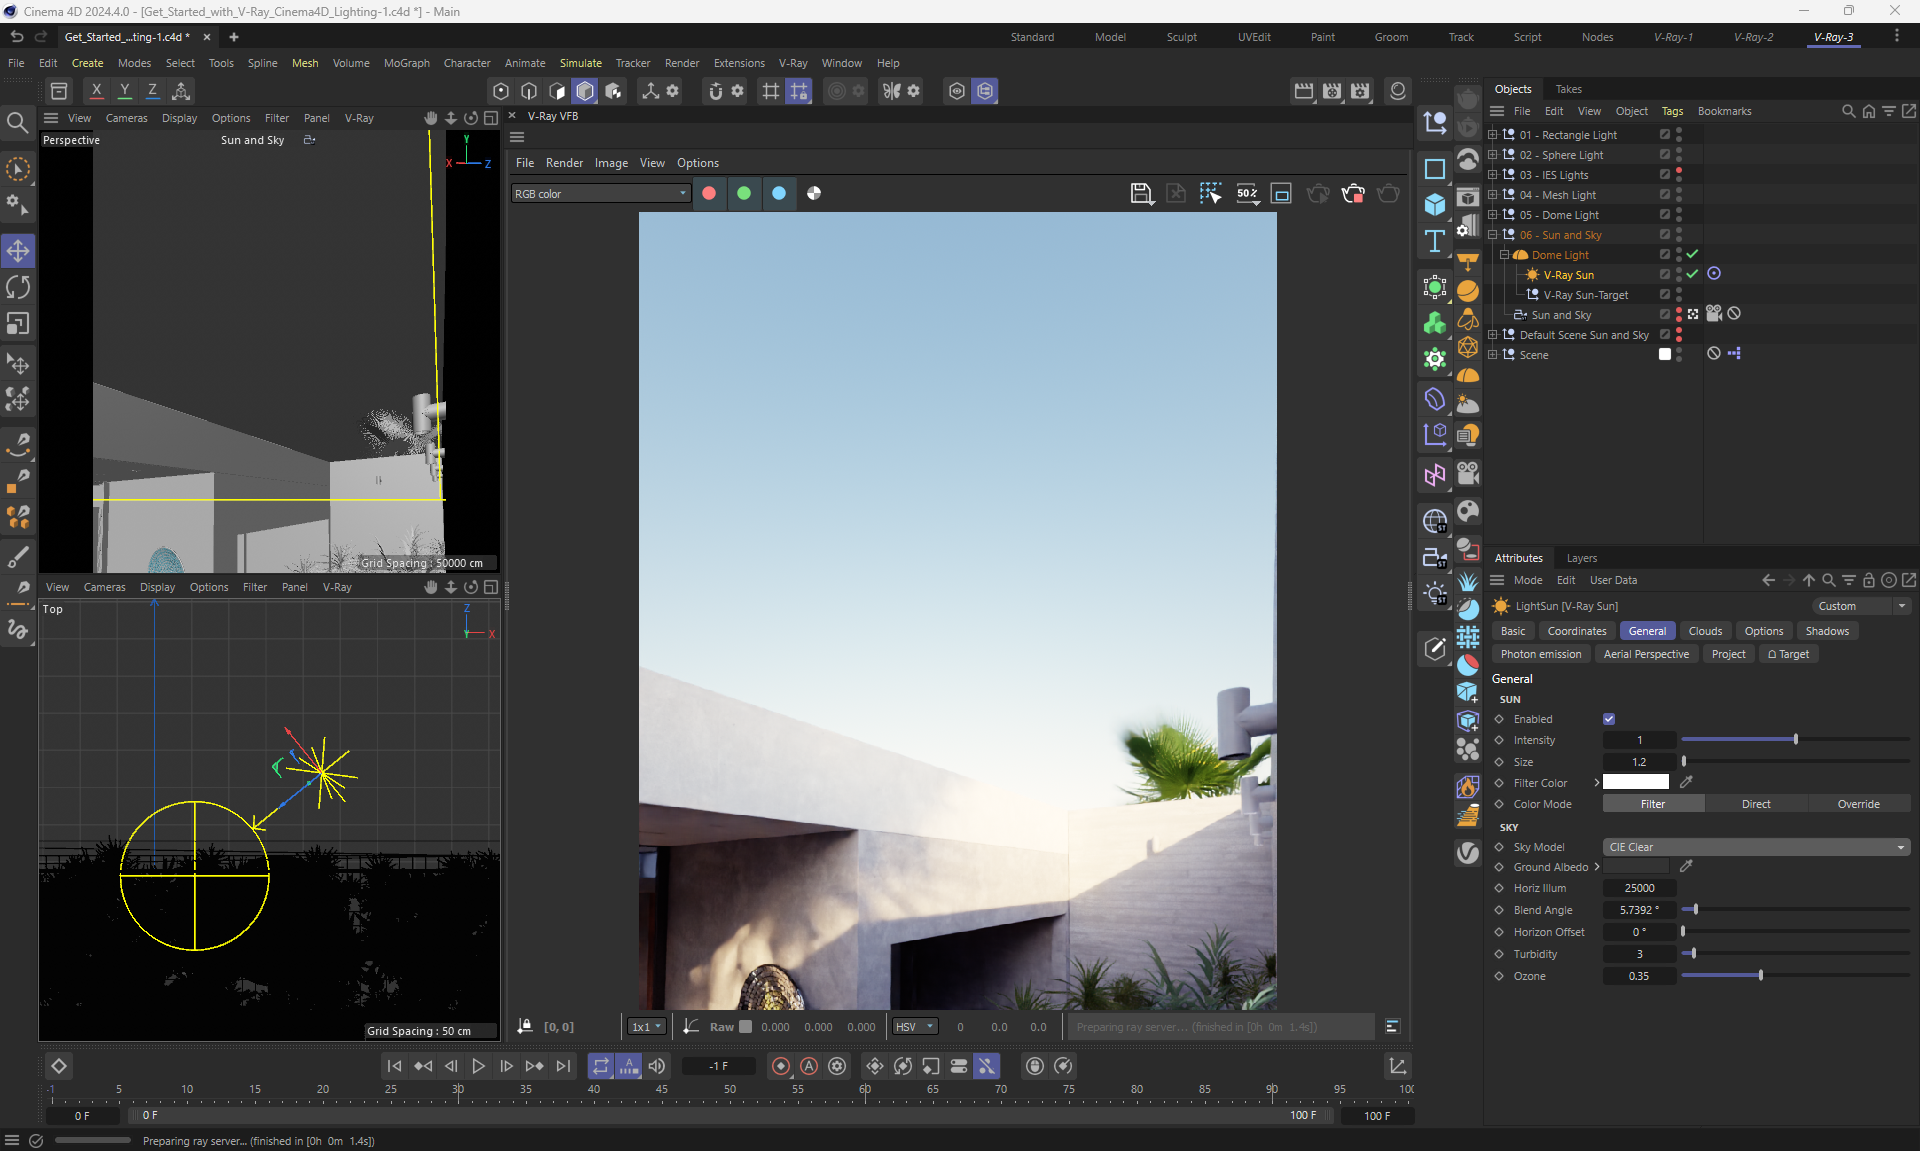 Cinema 4D 2024.4.0 - [Get_Started_with_V-Ray_Cinema4D_Lighting-1.c4d *] - Main
Get_Started_...ting-1.c4d * × +
Standard Model Sculpt UVEdit Paint Groom Track Script Nodes V-Ray-1 V-Ray-2 V-Ray-3
File Edit Create Modes Select Tools Spline Mesh Volume MoGraph Character Animate Simulate Tracker Render Extensions V-Ray Window Help
X Y Z
View Cameras Display Options Filter Panel V-Ray
Perspective Sun and Sky
Y X Z
Grid Spacing : 50000 cm
View Cameras Display Options Filter Panel V-Ray
Top
Z Y X
Grid Spacing : 50 cm
V-Ray VFB
File Render Image View Options
RGB color
50%
[0, 0] 1x1 Raw 0.000 0.000 0.000 HSV 0 0.0 0.0 Preparing ray server... (finished in [0h 0m 1.4s])
ST
ST
ST
Objects Takes
File Edit View Object Tags Bookmarks
01 - Rectangle Light
02 - Sphere Light
03 - IES Lights
04 - Mesh Light
05 - Dome Light
06 - Sun and Sky
Dome Light
V-Ray Sun
V-Ray Sun-Target
Sun and Sky
Default Scene Sun and Sky
Scene
Attributes Layers
Mode Edit User Data
LightSun [V-Ray Sun] Custom
Basic Coordinates General Clouds Options Shadows
Photon emission Aerial Perspective Project Target
General
SUN
Enabled
Intensity 1
Size 1.2
Filter Color
Color Mode Filter Direct Override
SKY
Sky Model CIE Clear
Ground Albedo
Horiz Illum 25000
Blend Angle 5.7392 °
Horizon Offset 0 °
Turbidity 3
Ozone 0.35
-1 F
-1 5 10 15 20 25 30 35 40 45 50 55 60 65 70 75 80 85 90 95 100
0 F 0 F 100 F 100 F
Preparing ray server... (finished in [0h 0m 1.4s])